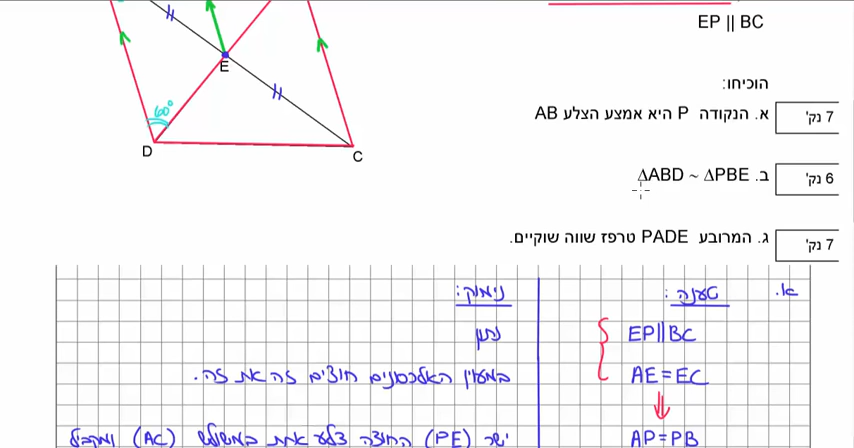 EP || BC
הוכיחו:
א. הנקודה P היא אמצע הצלע AB
7 נק'
ב. ΔABD ~ ΔPBE
6 נק'
ג. המרובע PADE טרפז שווה שוקיים.
7 נק'
E
60°
D
C
א.
טענה:
נימוק:
EP||BC
נתון
AE=EC
במעוין האלכסונים חוצים זה את זה.
AP=PB
ישר (PE) החוצה צלע אחת במשולש (AC) ומקביל